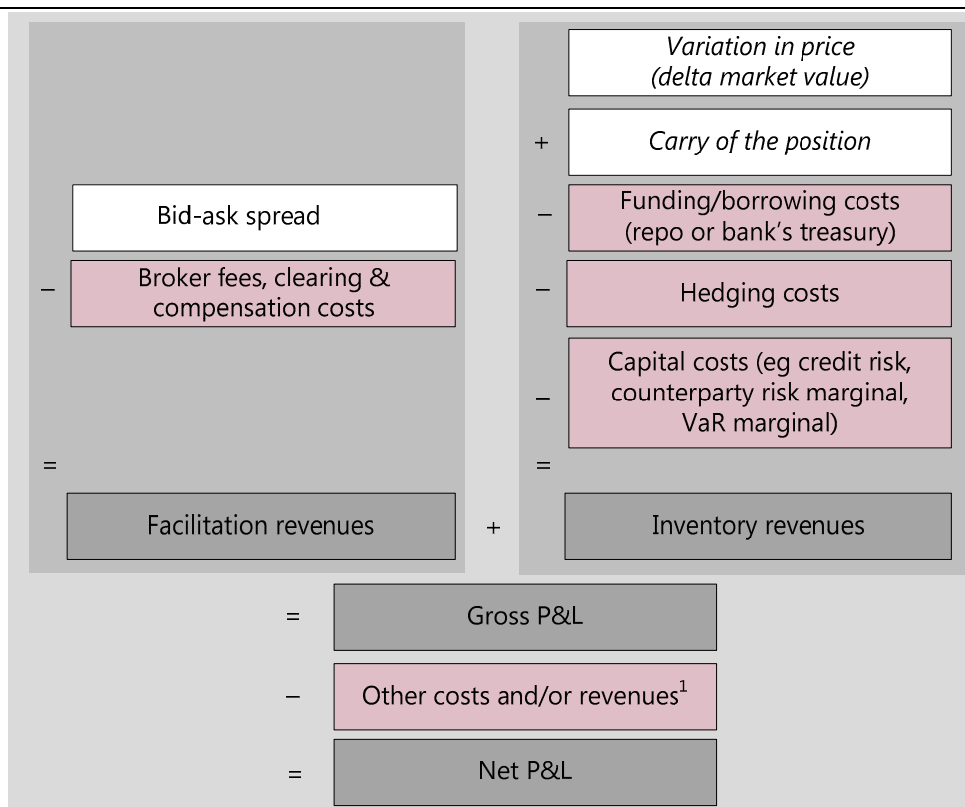 Bid-ask spread
− Broker fees, clearing &
compensation costs
=
Facilitation revenues
+
Variation in price
(delta market value)
+ Carry of the position
− Funding/borrowing costs
(repo or bank’s treasury)
− Hedging costs
Capital costs (eg credit risk,
− counterparty risk marginal,
VaR marginal)
=
Inventory revenues
= Gross P&L
− Other costs and/or revenues¹
= Net P&L